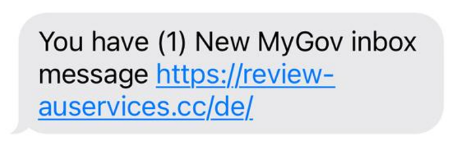 You have (1) New MyGov inbox
message https://review-
auservices.cc/de/